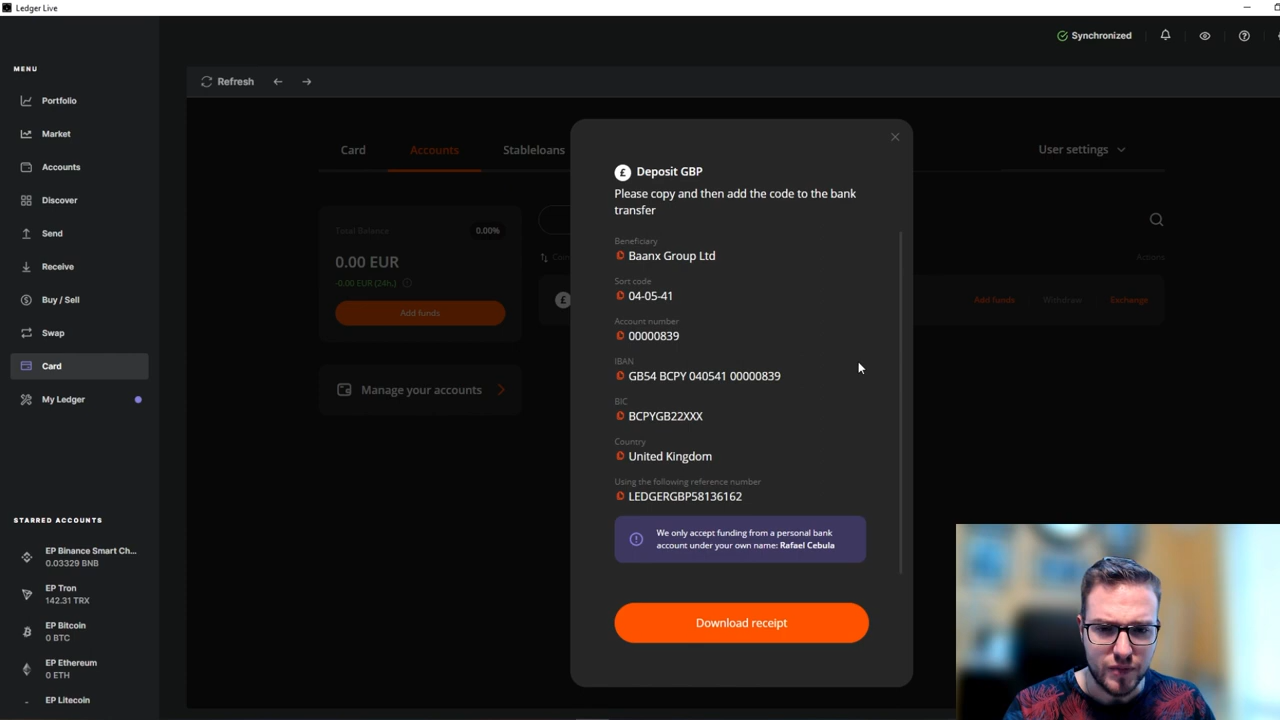 Ledger Live
Synchronized
MENU
Portfolio
Market
Accounts
Discover
Send
Receive
Buy / Sell
Swap
Card
My Ledger
STARRED ACCOUNTS
EP Binance Smart Ch...
0.03329 BNB
EP Tron
142.31 TRX
EP Bitcoin
0 BTC
EP Ethereum
0 ETH
EP Litecoin
Refresh
Card
Accounts
Stableloans
User settings
Total Balance
0.00%
0.00 EUR
-0.00 EUR (24h.)
Add funds
Manage your accounts
Coin
Actions
Add funds
Withdraw
Exchange
£ Deposit GBP
Please copy and then add the code to the bank
transfer
Beneficiary
Baanx Group Ltd
Sort code
04-05-41
Account number
00000839
IBAN
GB54 BCPY 040541 00000839
BIC
BCPYGB22XXX
Country
United Kingdom
Using the following reference number
LEDGERGBP58136162
We only accept funding from a personal bank
account under your own name: Rafael Cebula
Download receipt